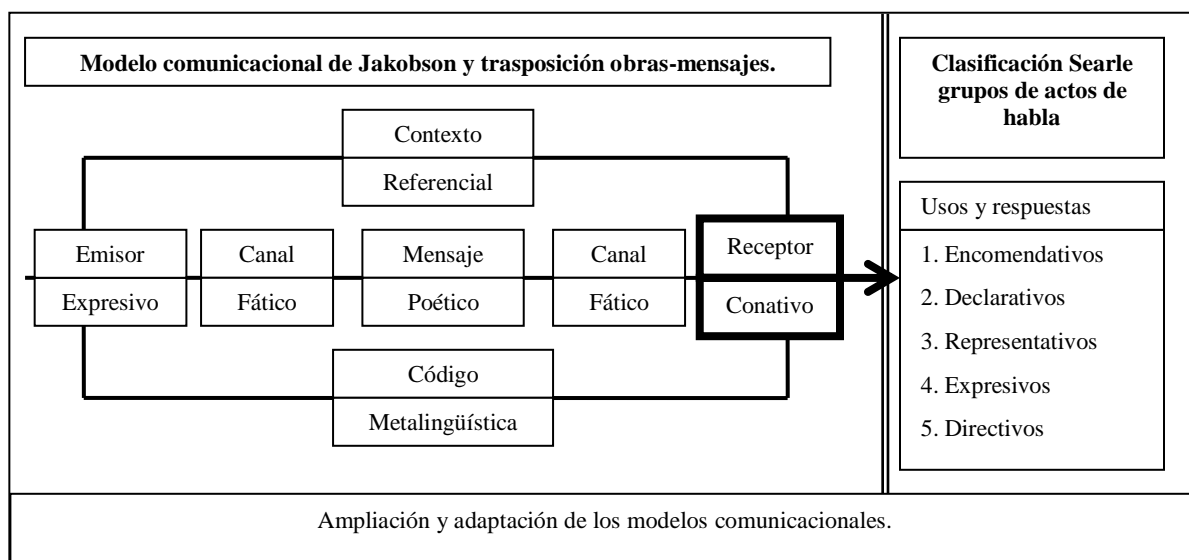 Modelo comunicacional de Jakobson y trasposición obras-mensajes.
Contexto
Referencial
Emisor
Expresivo
Canal
Fático
Mensaje
Poético
Canal
Fático
Receptor
Conativo
Código
Metalingüística
Clasificación Searle
grupos de actos de
habla
Usos y respuestas
1. Encomendativos
2. Declarativos
3. Representativos
4. Expresivos
5. Directivos
Ampliación y adaptación de los modelos comunicacionales.